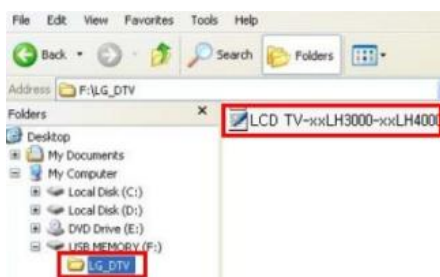 File Edit View Favorites Tools Help
Back Search Folders
Address F:\LG_DTV
Folders x
LCD TV-xxLH3000-xxLH4000
Desktop
My Documents
My Computer
Local Disk (C:)
Local Disk (D:)
DVD Drive (E:)
USB MEMORY (F:)
LG_DTV